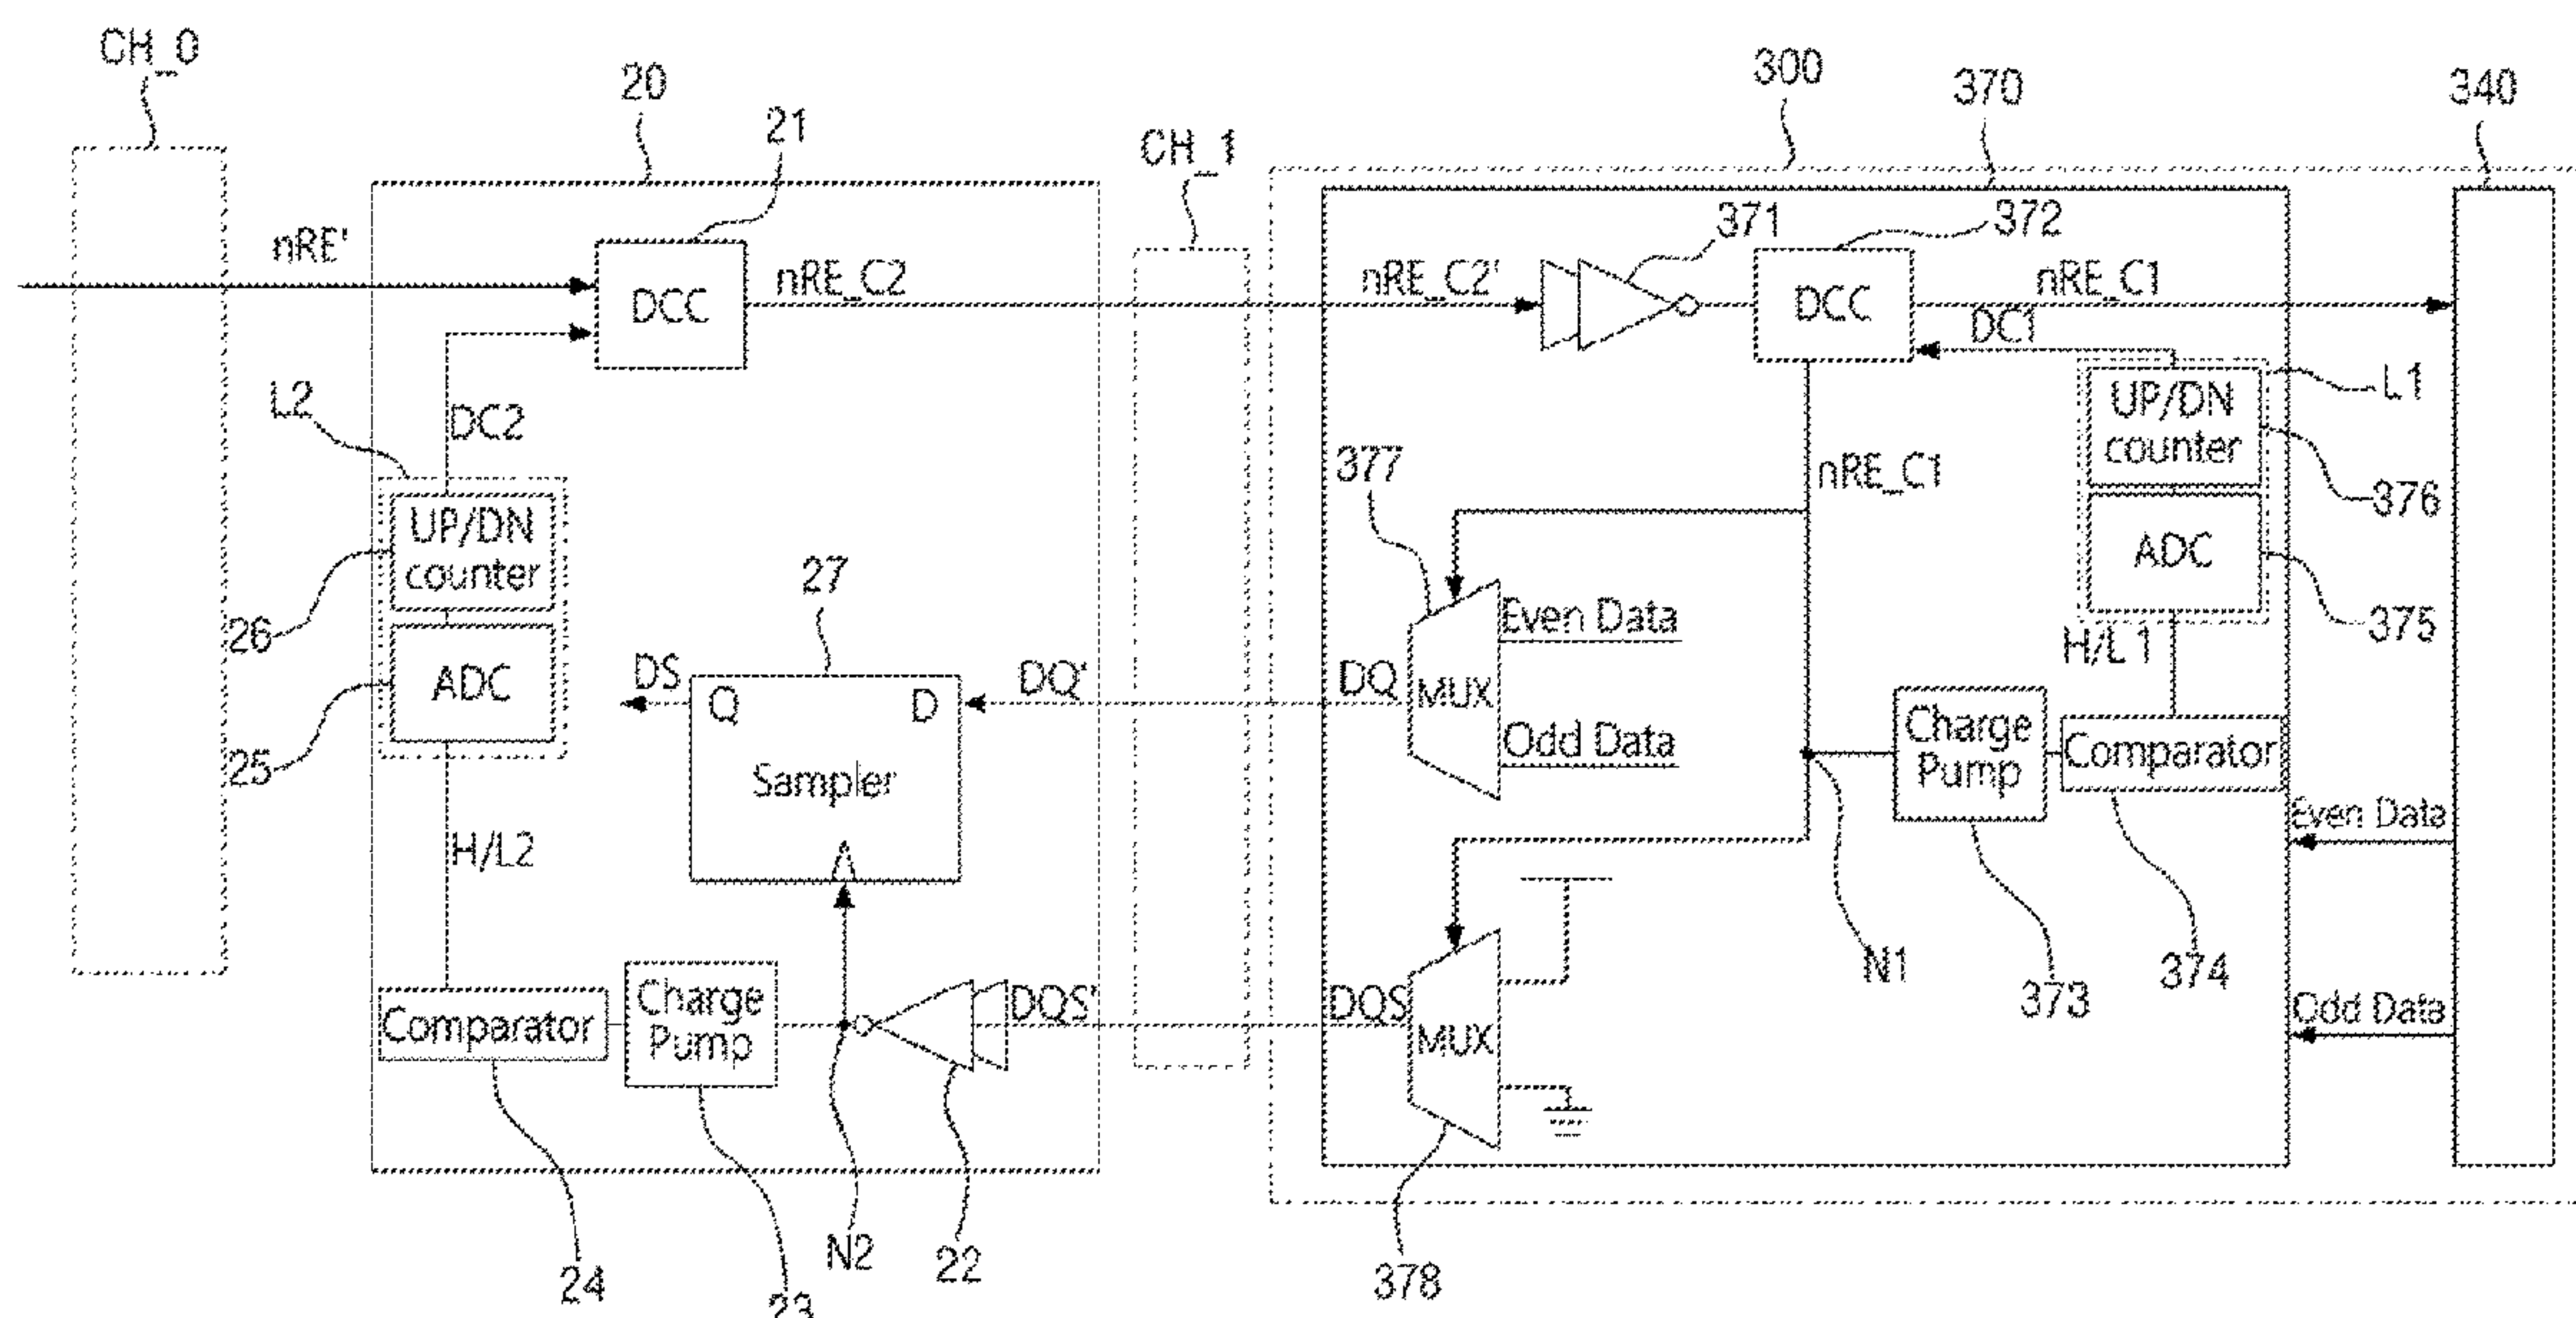 CH_0
20
21
CH_1
300
370
340
nRE'
DCC
nRE_C2
nRE_C2'
371
DCC
372
nRE_C1
DC1
L1
L2
DC2
UP/DN
counter
376
377
nRE_C1
UP/DN
counter
26
27
ADC
375
Even Data
H/L 1
ADC
25
DS
Q
D
DQ'
DQ
MUX
Odd Data
Charge
Pump
Comparator
Sampler
Even Data
H/L2
N1
373
374
Comparator
Charge
Pump
DQS'
DQS
MUX
Odd Data
24
23
N2
22
378